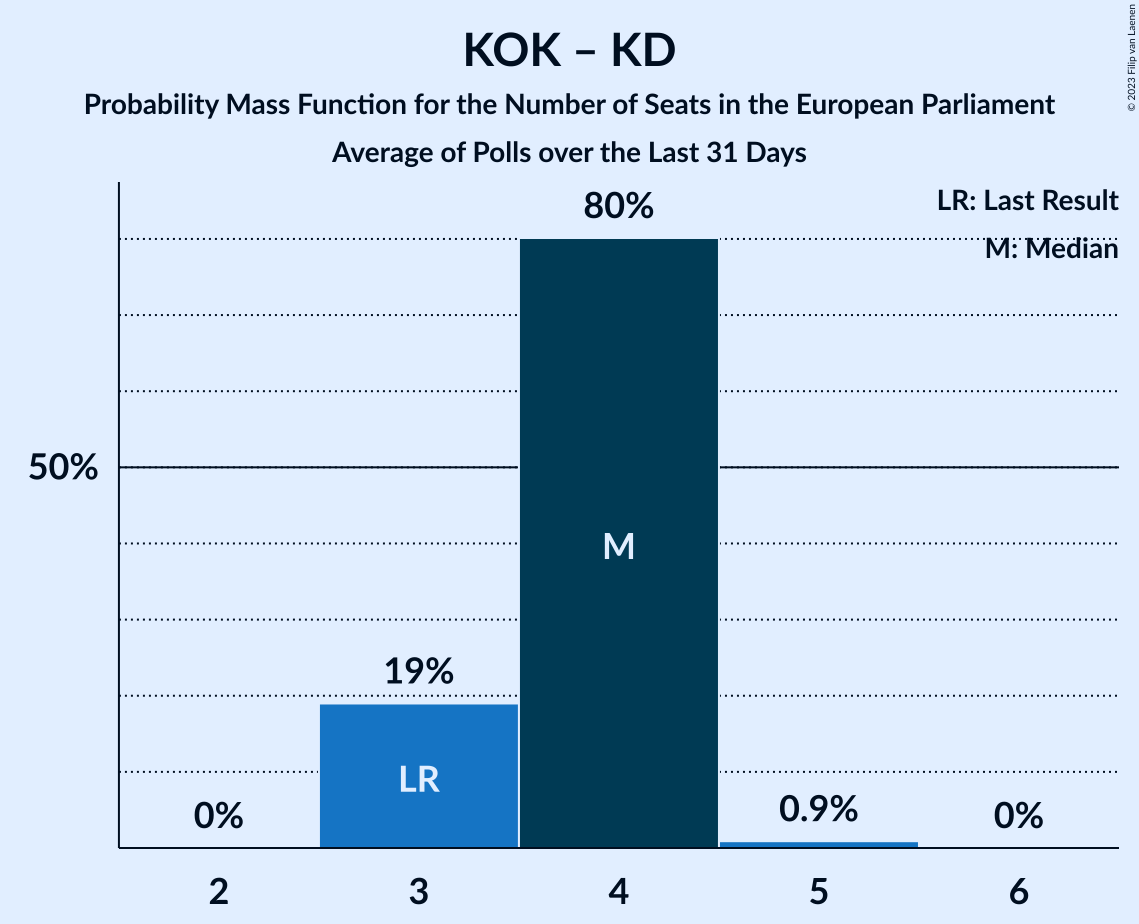 KOK – KD
Probability Mass Function for the Number of Seats in the European Parliament
Average of Polls over the Last 31 Days
© 2023 Filip van Laenen
LR: Last Result
M: Median
80%
50%
M
19%
LR
0%
0.9%
0%
2 3 4 5 6